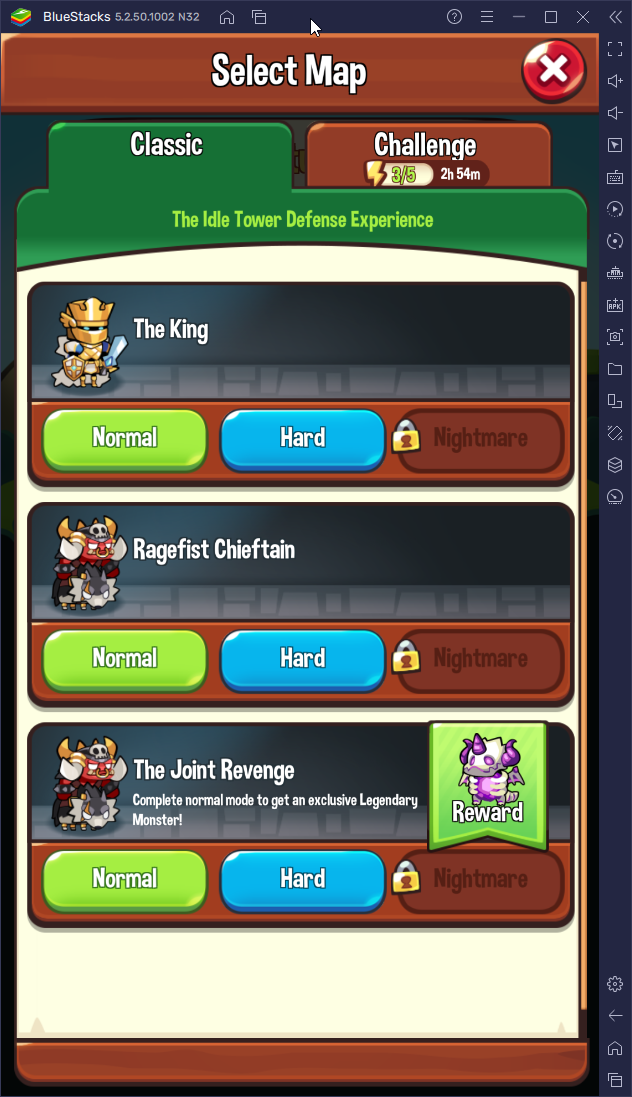 BlueStacks 5.2.50.1002 N32
Select Map
Classic
Challenge
3/5 2h 54m
The Idle Tower Defense Experience
The King
Normal Hard Nightmare
Ragefist Chieftain
Normal Hard Nightmare
The Joint Revenge
Complete normal mode to get an exclusive Legendary
Monster!
Reward
Normal Hard Nightmare